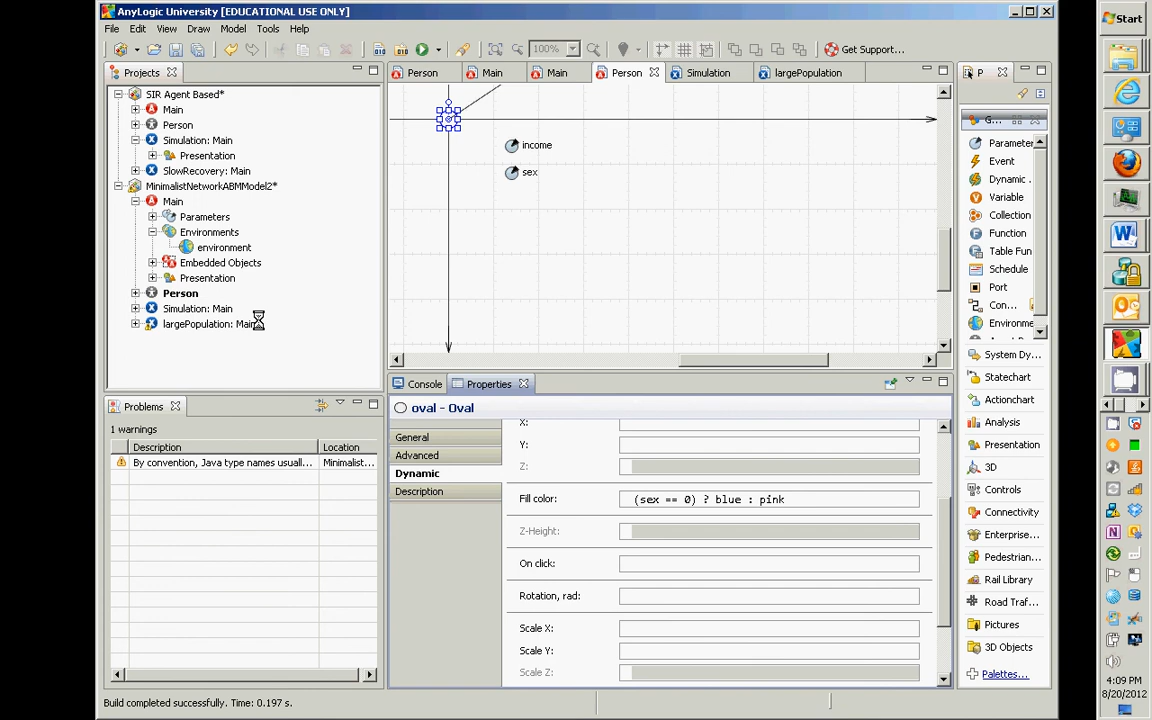 AnyLogic University [EDUCATIONAL USE ONLY]
File Edit View Draw Model Tools Help
100% Get Support...
Projects
SIR Agent Based*
Main
Person
Simulation: Main
Presentation
SlowRecovery: Main
MinimalistNetworkABMModel2*
Main
Parameters
Environments
environment
Embedded Objects
Presentation
Person
Simulation: Main
largePopulation: Main
Problems
1 warnings
Description Location
By convention, Java type names usuall... Minimalist...
Build completed successfully. Time: 0.197 s.
Person Main Main Person Simulation largePopulation
income
sex
Console Properties
oval - Oval
General
Advanced
Dynamic
Description
X:
Y:
Z:
Fill color: (sex == 0) ? blue : pink
Z-Height:
On click:
Rotation, rad:
Scale X:
Scale Y:
Scale Z:
P
G...
Parameter
Event
Dynamic .
Variable
Collection
Function
Table Fun
Schedule
Port
Con...
Environme
System Dy...
Statechart
Actionchart
Analysis
Presentation
3D
Controls
Connectivity
Enterprise...
Pedestrian...
Rail Library
Road Traf...
Pictures
3D Objects
Palettes...
Start
4:09 PM
8/20/2012